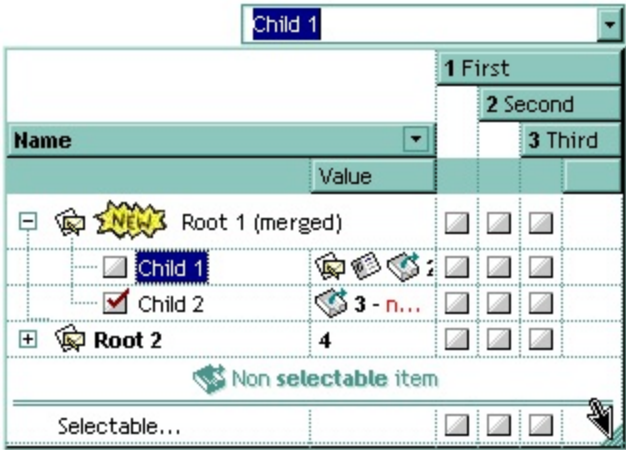 Child 1
1 First
2 Second
Name 3 Third
Value
NEW Root 1 (merged)
Child 1
Child 2 3 - n...
Root 2 4
Non selectable item
Selectable...